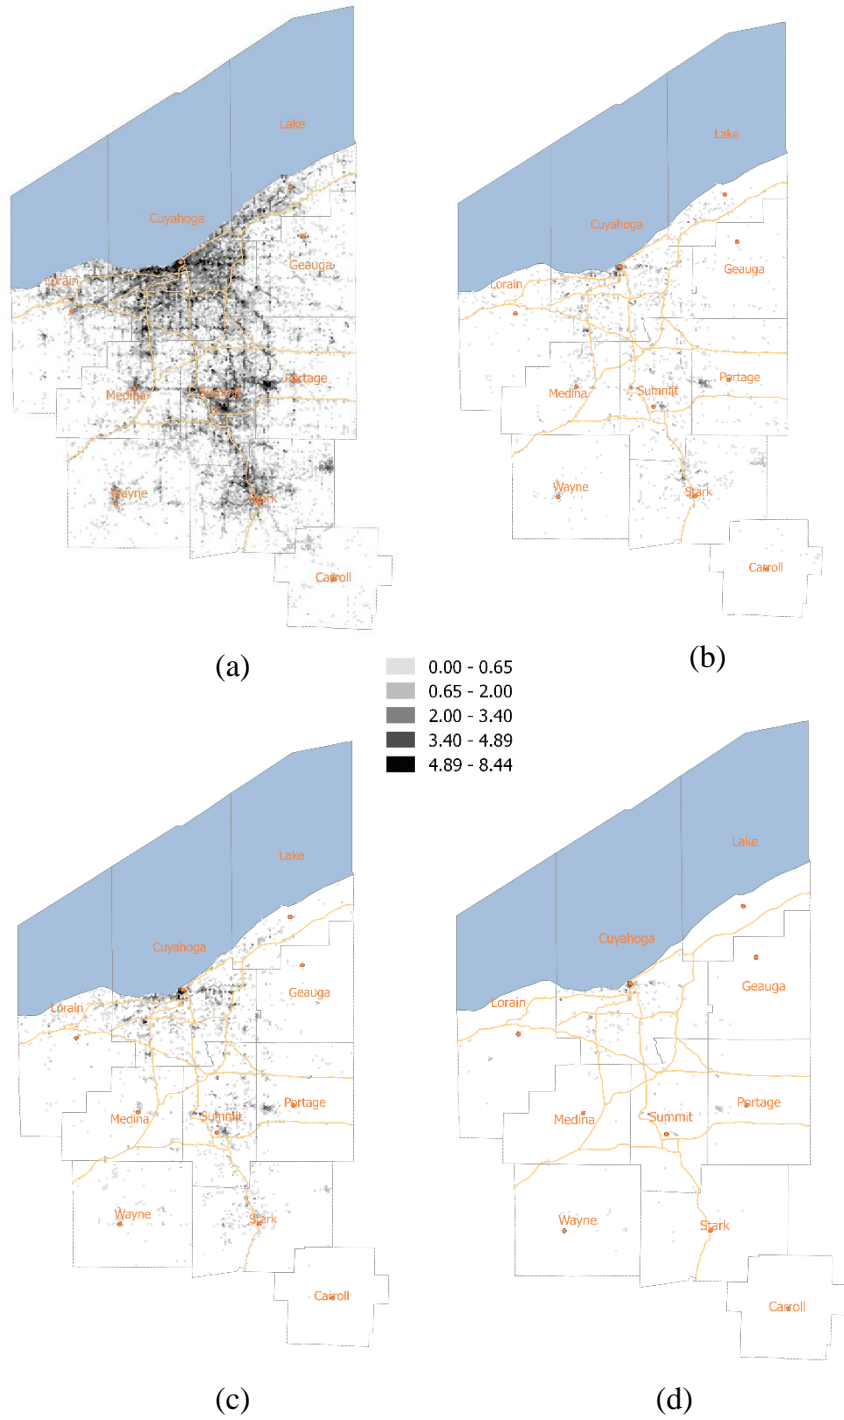 Lake
Cuyahoga
Lorain
Geauga
Medina
Summit
Portage
Wayne
Stark
Carroll
(a)
Lake
Cuyahoga
Lorain
Geauga
Medina
Summit
Portage
Wayne
Stark
Carroll
(b)
0.00 - 0.65
0.65 - 2.00
2.00 - 3.40
3.40 - 4.89
4.89 - 8.44
Lake
Cuyahoga
Lorain
Geauga
Medina
Summit
Portage
Wayne
Stark
Carroll
(c)
Lake
Cuyahoga
Lorain
Geauga
Medina
Summit
Portage
Wayne
Stark
Carroll
(d)